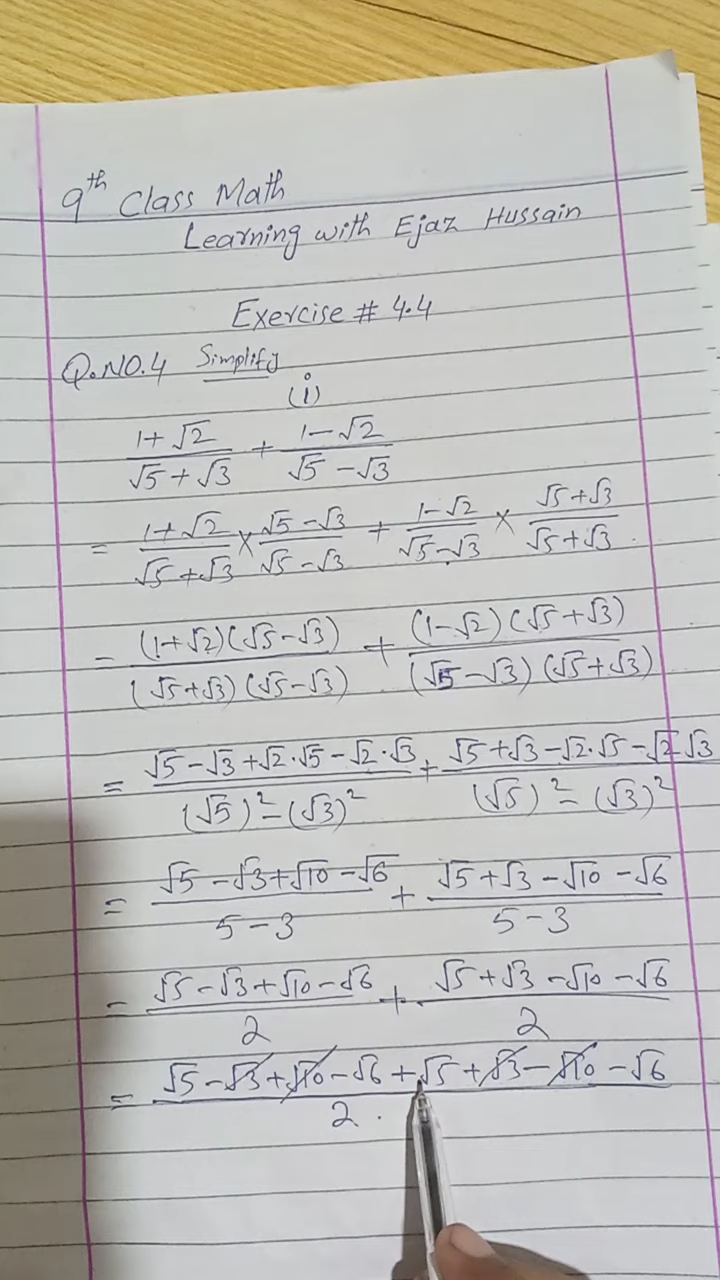 9th Class Math
Learning with Ejaz Hussain
Exercise # 4.4
Q.NO.4 Simplify
(i)
(1+√2)/(√5+√3) + (1-√2)/(√5-√3)
= (1+√2)/(√5+√3) × (√5-√3)/(√5-√3) + (1-√2)/(√5-√3) × (√5+√3)/(√5+√3)
= (1+√2)(√5-√3)/(√5+√3)(√5-√3) + (1-√2)(√5+√3)/(√5-√3)(√5+√3)
= (√5-√3+√2·√5-√2·√3)/((√5)²-(√3)²) + (√5+√3-√2·√5-√2√3)/((√5)²-(√3)²)
= (√5-√3+√10-√6)/(5-3) + (√5+√3-√10-√6)/(5-3)
= (√5-√3+√10-√6)/2 + (√5+√3-√10-√6)/2
= (√5-√3+√10-√6+√5+√3-√10-√6)/2.